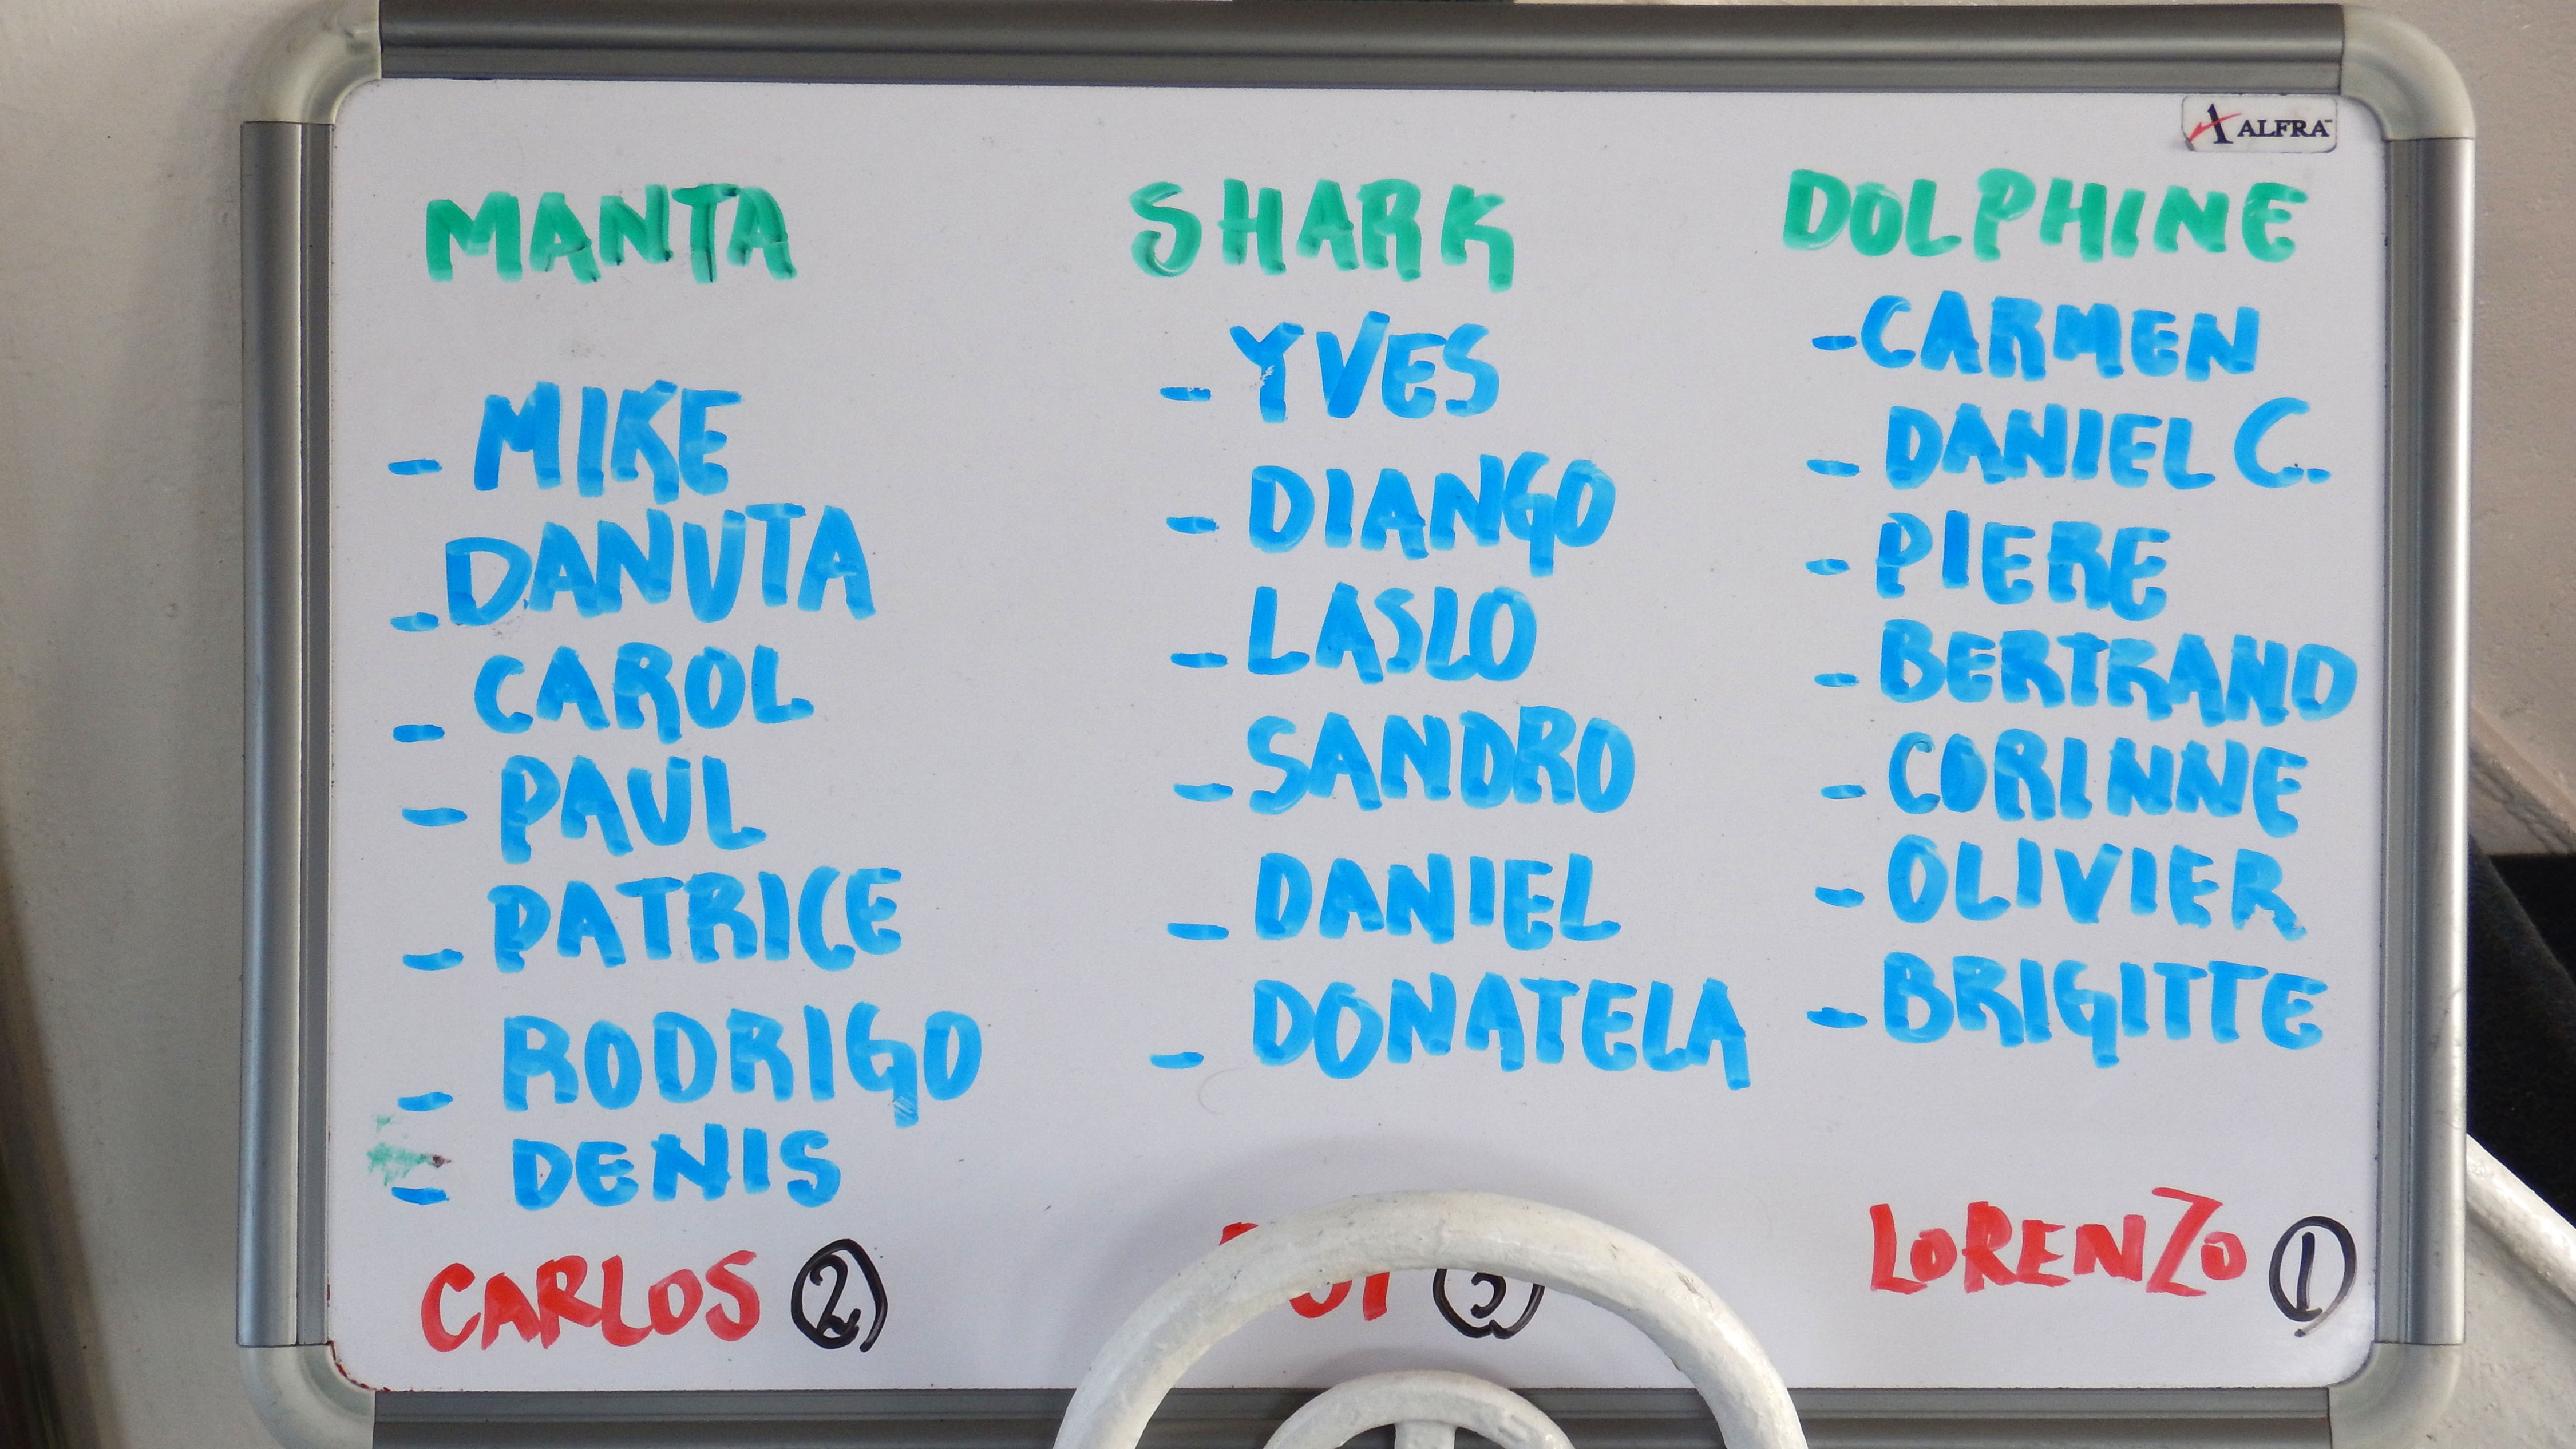 ALFRA
MANTA
- MIKE
- DANUTA
- CAROL
- PAUL
- PATRICE
- RODRIGO
- DENIS
CARLOS 2
SHARK
- YVES
- DIANGO
- LASLO
- SANDRO
- DANIEL
- DONATELA
3
DOLPHINE
- CARMEN
- DANIEL C.
- PIERE
- BERTRAND
- CORINNE
- OLIVIER
- BRIGITTE
LORENZO 1